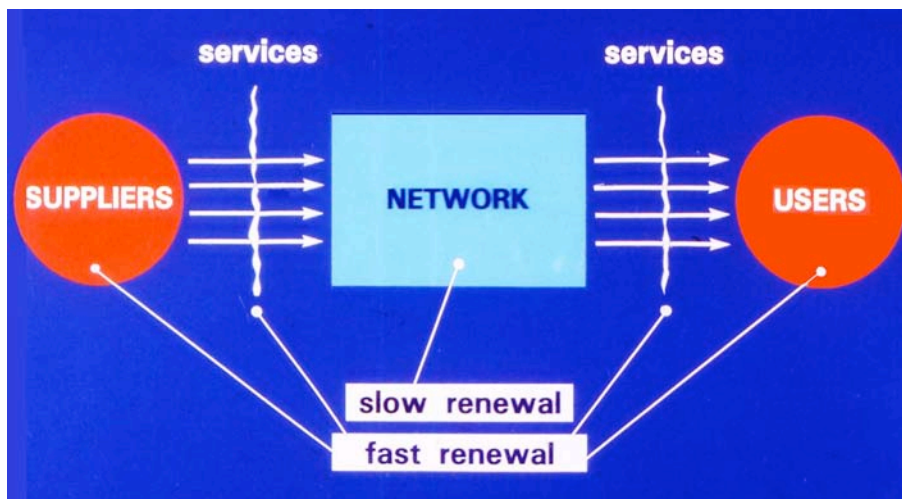 services
services
SUPPLIERS
NETWORK
USERS
slow renewal
fast renewal